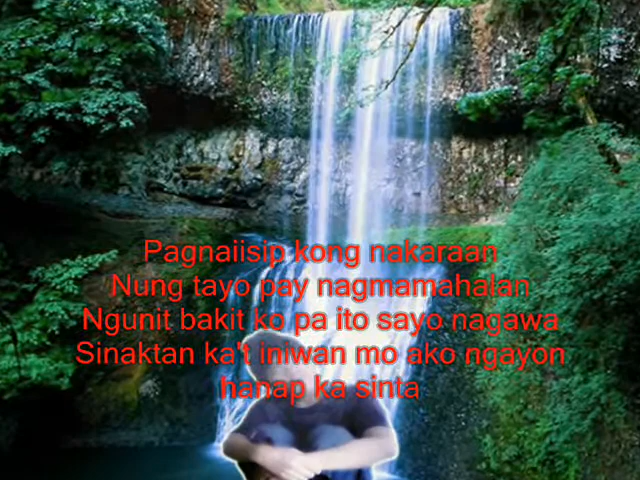 Pagnaiisip kong nakaraan
Nung tayo pay nagmamahalan
Ngunit bakit ko pa ito sayo nagawa
Sinaktan ka't iniwan mo ako ngayon
hanap ka sinta